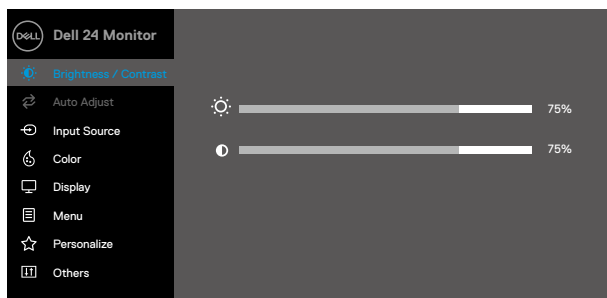 DELL Dell 24 Monitor
Brightness / Contrast
Auto Adjust
Input Source
Color
Display
Menu
Personalize
Others
75%
75%